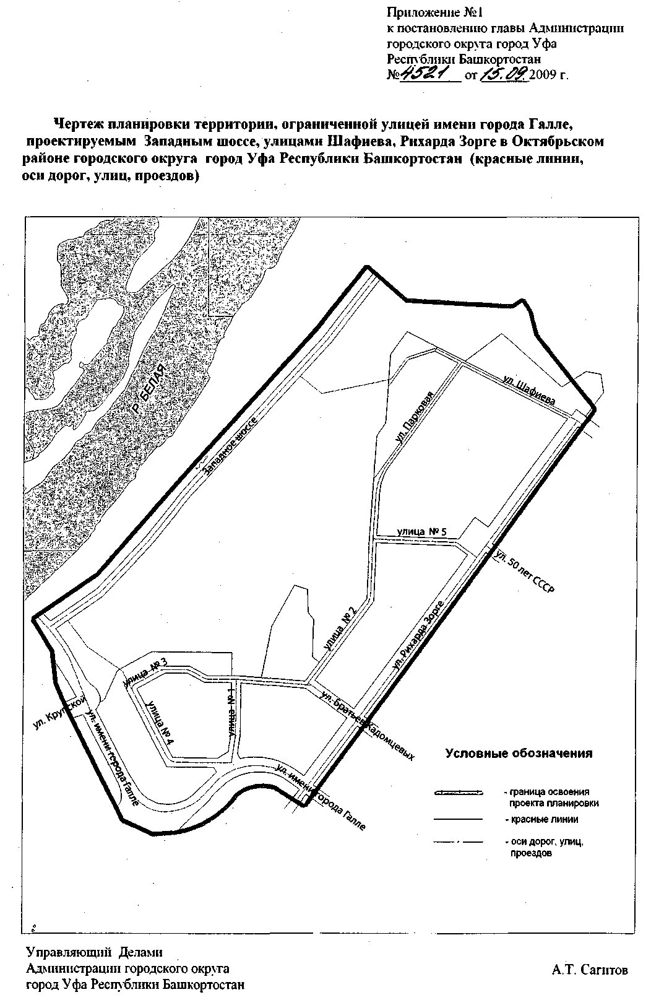 Приложение №1
к постановлению главы Администрации
городского округа город Уфа
Республики Башкортостан
№ 4521 от 15.09. 2009 г.
Чертеж планировки территории, ограниченной улицей имени города Галле,
проектируемым Западным шоссе, улицами Шафиева, Рихарда Зорге в Октябрьском
районе городского округа город Уфа Республики Башкортостан (красные линии,
оси дорог, улиц, проездов)
Р. БЕЛАЯ
ул. Шафиева
ул. Парковая
Западное шоссе
улица № 5
ул. 50 лет СССР
улица № 2
ул. Рихарда Зорге
улица № 3
улица № 1
ул. Братьев Кадомцевых
ул. Крупской
улица № 4
ул. имени города Галле
ул. имени города Галле
Условные обозначения
- граница освоения
проекта планировки
- красные линии
- оси дорог, улиц,
проездов
Управляющий Делами
Администрации городского округа
город Уфа Республики Башкортостан
А.Т. Сагитов